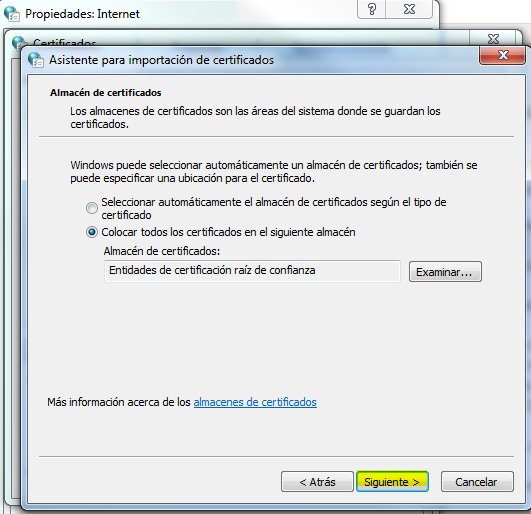 Propiedades: Internet
Certificados
Asistente para importación de certificados
Almacén de certificados
Los almacenes de certificados son las áreas del sistema donde se guardan los
certificados.
Windows puede seleccionar automáticamente un almacén de certificados; también se
puede especificar una ubicación para el certificado.
Seleccionar automáticamente el almacén de certificados según el tipo de
certificado
Colocar todos los certificados en el siguiente almacén
Almacén de certificados:
Entidades de certificación raíz de confianza
Examinar...
Más información acerca de los almacenes de certificados
< Atrás
Siguiente >
Cancelar